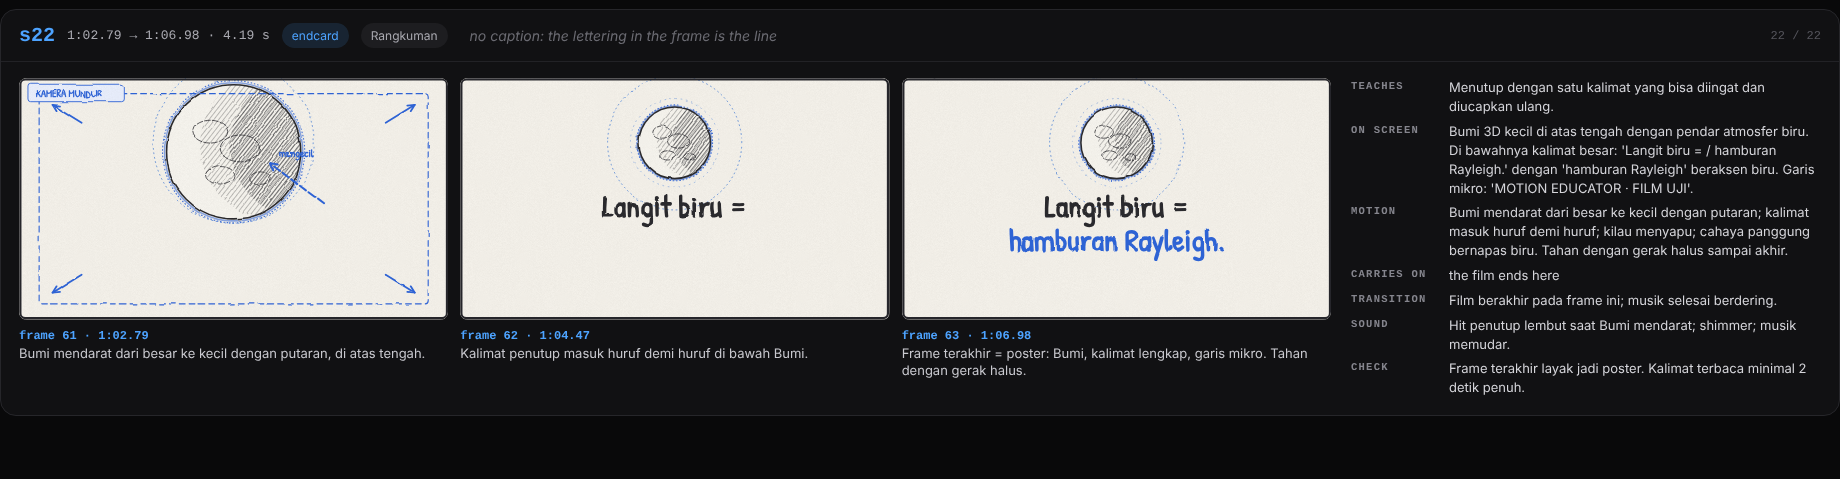 s22 1:02.79 → 1:06.98 · 4.19 s endcard Rangkuman no caption: the lettering in the frame is the line 22 / 22
KAMERA MUNDUR
mengecil
frame 61 · 1:02.79
Bumi mendarat dari besar ke kecil dengan putaran, di atas tengah.
Langit biru =
frame 62 · 1:04.47
Kalimat penutup masuk huruf demi huruf di bawah Bumi.
Langit biru =
hamburan Rayleigh.
frame 63 · 1:06.98
Frame terakhir = poster: Bumi, kalimat lengkap, garis mikro. Tahan
dengan gerak halus.
TEACHES Menutup dengan satu kalimat yang bisa diingat dan
diucapkan ulang.
ON SCREEN Bumi 3D kecil di atas tengah dengan pendar atmosfer biru.
Di bawahnya kalimat besar: 'Langit biru = / hamburan
Rayleigh.' dengan 'hamburan Rayleigh' beraksen biru. Garis
mikro: 'MOTION EDUCATOR · FILM UJI'.
MOTION Bumi mendarat dari besar ke kecil dengan putaran; kalimat
masuk huruf demi huruf; kilau menyapu; cahaya panggung
bernapas biru. Tahan dengan gerak halus sampai akhir.
CARRIES ON the film ends here
TRANSITION Film berakhir pada frame ini; musik selesai berdering.
SOUND Hit penutup lembut saat Bumi mendarat; shimmer; musik
memudar.
CHECK Frame terakhir layak jadi poster. Kalimat terbaca minimal 2
detik penuh.